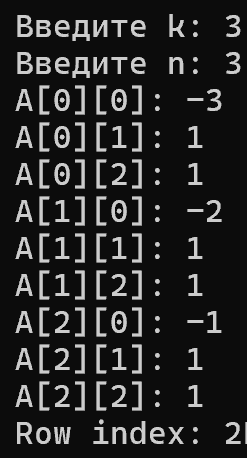 Введите k: 3
Введите n: 3
A[0][0]: -3
A[0][1]: 1
A[0][2]: 1
A[1][0]: -2
A[1][1]: 1
A[1][2]: 1
A[2][0]: -1
A[2][1]: 1
A[2][2]: 1
Row index: 2